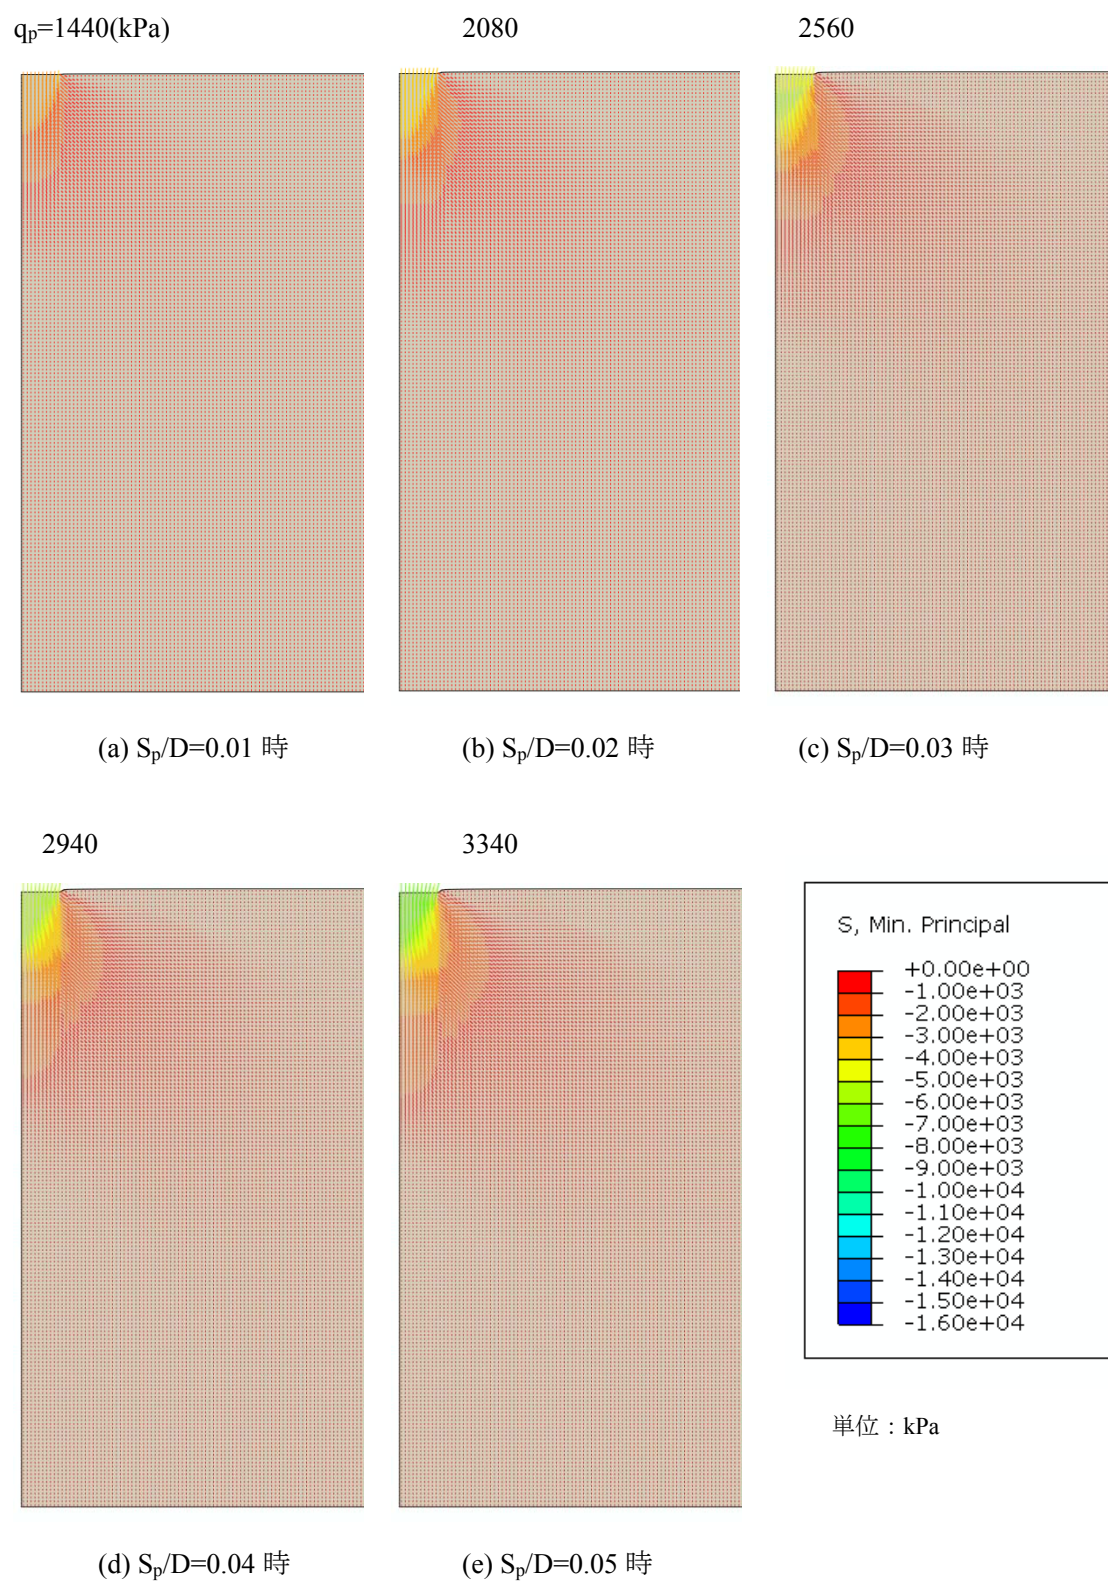 qp=1440(kPa)
2080
2560
(a) Sp/D=0.01 時
(b) Sp/D=0.02 時
(c) Sp/D=0.03 時
2940
3340
S, Min. Principal
+0.00e+00
-1.00e+03
-2.00e+03
-3.00e+03
-4.00e+03
-5.00e+03
-6.00e+03
-7.00e+03
-8.00e+03
-9.00e+03
-1.00e+04
-1.10e+04
-1.20e+04
-1.30e+04
-1.40e+04
-1.50e+04
-1.60e+04
単位：kPa
(d) Sp/D=0.04 時
(e) Sp/D=0.05 時